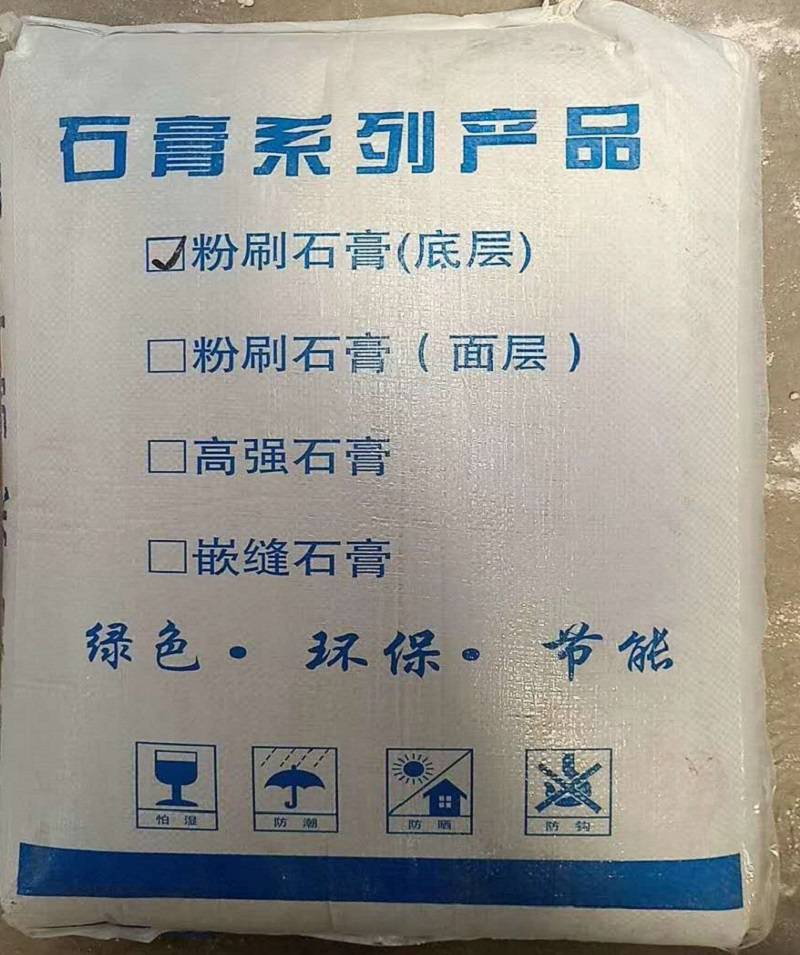 石膏系列产品
☑粉刷石膏(底层)
□粉刷石膏（面层）
□高强石膏
□嵌缝石膏
绿色·环保·节能
怕湿 防潮 防晒 防钩